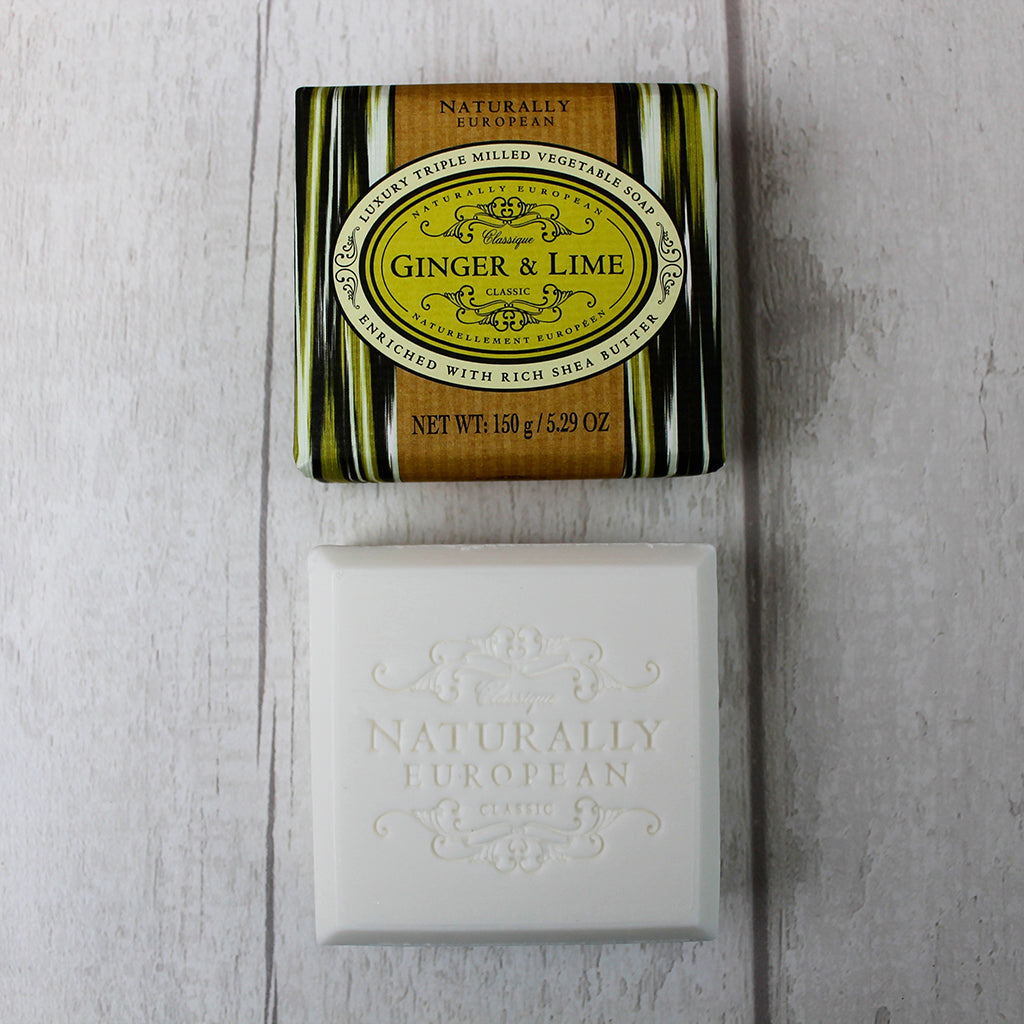 NATURALLY
EUROPEAN
LUXURY TRIPLE MILLED VEGETABLE SOAP
NATURALLY EUROPEAN
Classique
GINGER & LIME
CLASSIC
NATURELLEMENT EUROPÉEN
ENRICHED WITH RICH SHEA BUTTER
NET WT: 150 g / 5.29 OZ
Classique
NATURALLY
EUROPEAN
CLASSIC